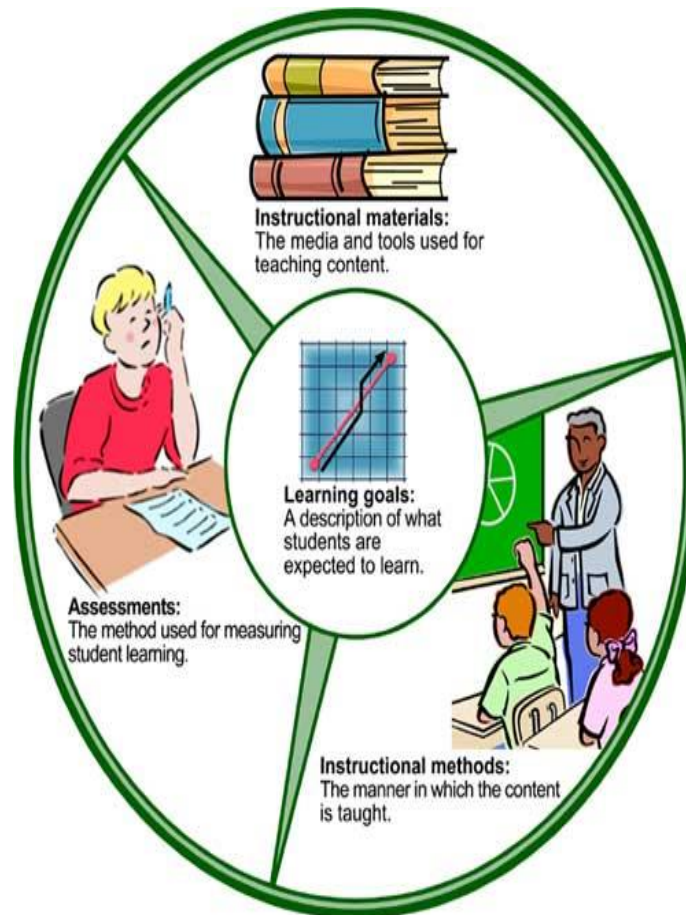 Instructional materials:
The media and tools used for
teaching content.
Learning goals:
A description of what
students are
expected to learn.
Assessments:
The method used for measuring
student learning.
Instructional methods:
The manner in which the content
is taught.